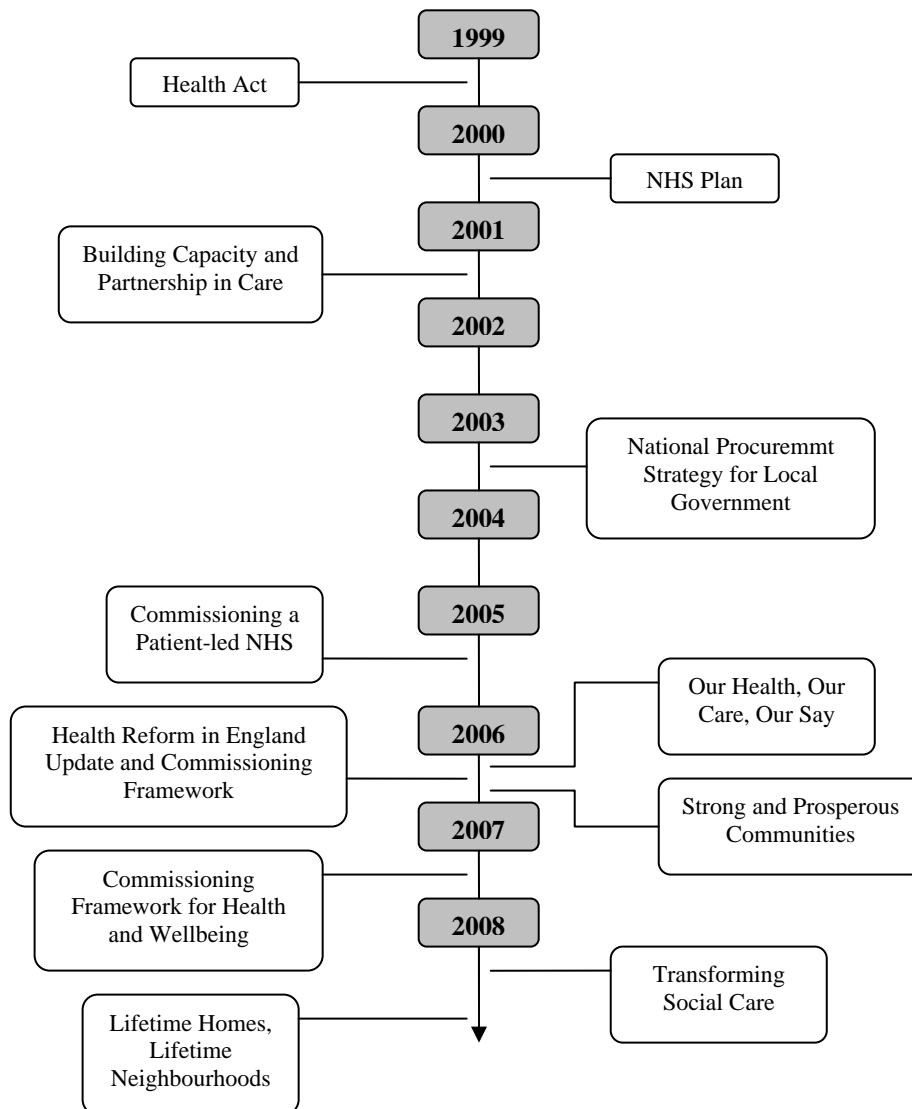 1999
Health Act
2000
NHS Plan
2001
Building Capacity and
Partnership in Care
2002
2003
National Procuremmt
Strategy for Local
Government
2004
2005
Commissioning a
Patient-led NHS
Our Health, Our
Care, Our Say
2006
Health Reform in England
Update and Commissioning
Framework
Strong and Prosperous
Communities
2007
Commissioning
Framework for Health
and Wellbeing
2008
Transforming
Social Care
Lifetime Homes,
Lifetime
Neighbourhoods